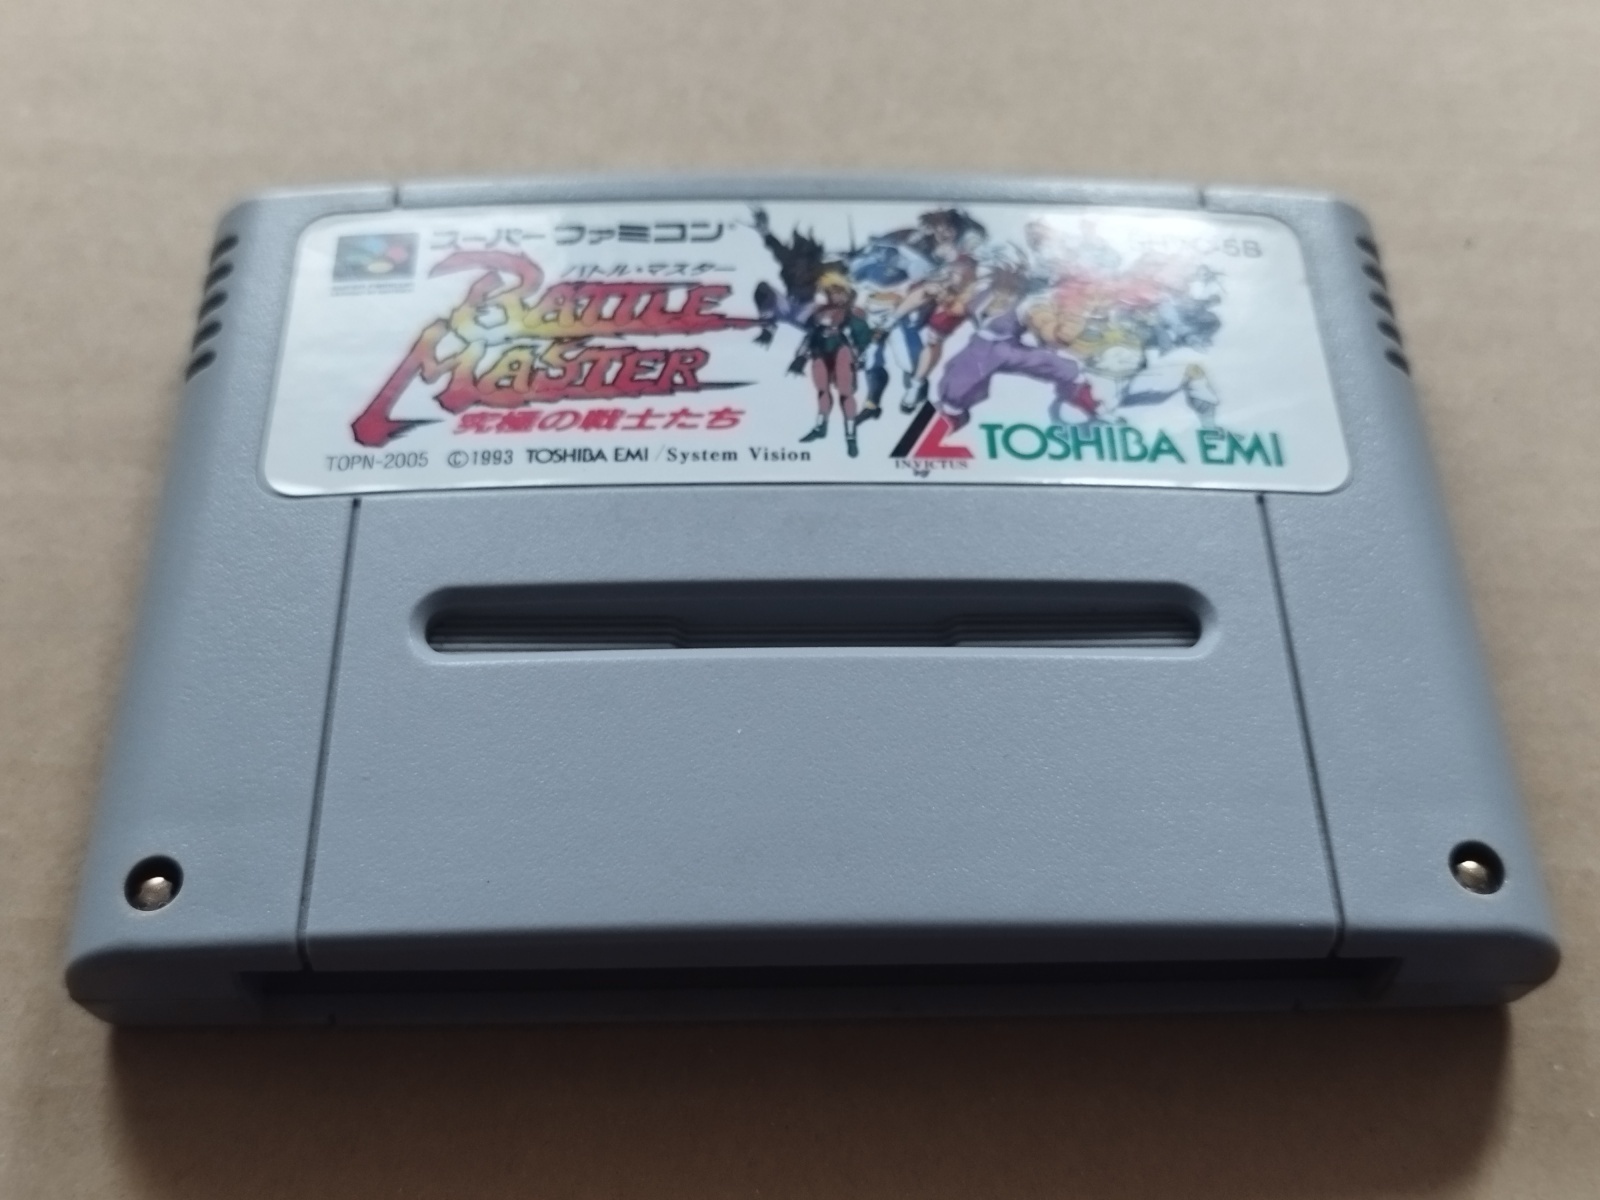 スーパーファミコン
バトル・マスター
BATTLE
MASTER
究極の戦士たち
TOPN-2005 ©1993 TOSHIBA EMI / System Vision
INVICTUS
TOSHIBA EMI